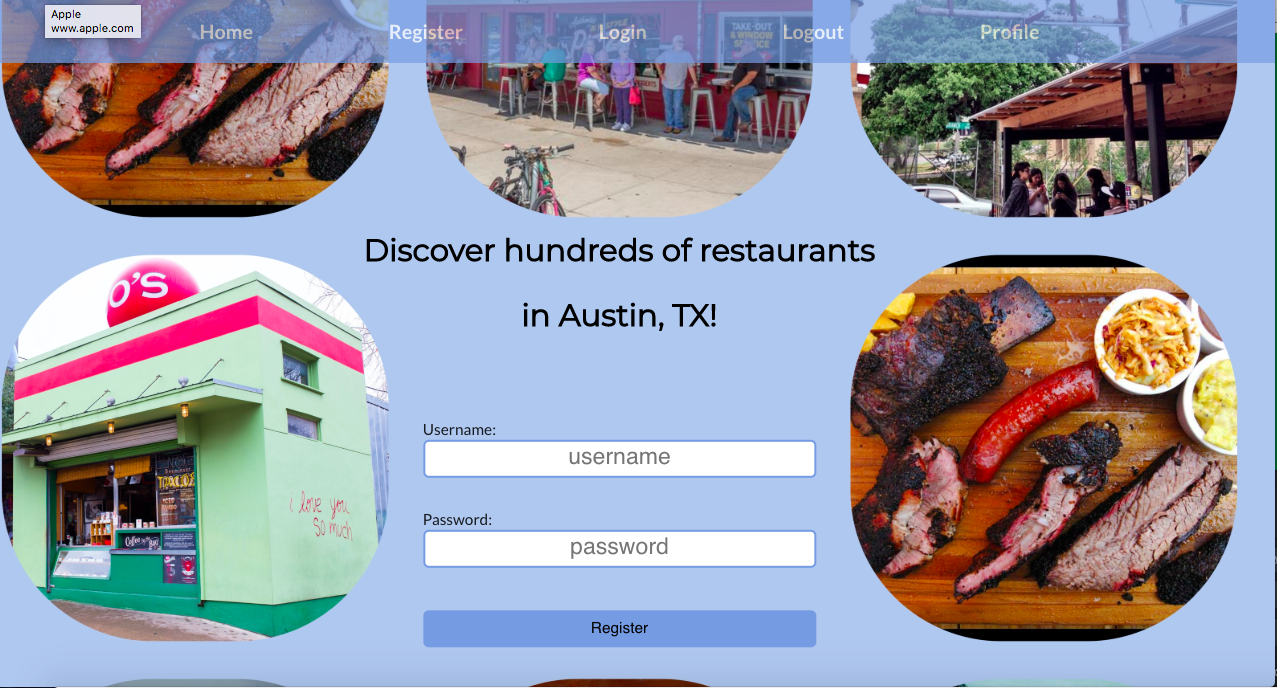 Apple
www.apple.com
Home Register Login Logout Profile
TAKE-OUT
& WINDOW
SERVICE
Discover hundreds of restaurants
in Austin, TX!
O'S
i love you
so much
Username:
username
Password:
password
Register